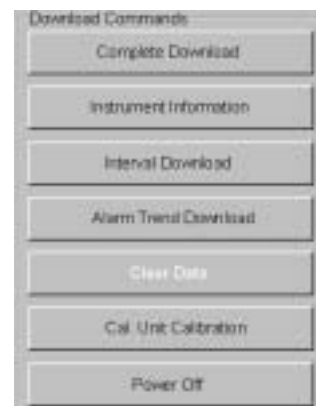 Download Commands
Complete Download
Instrument Information
Interval Download
Alarm Trend Download
Clear Data
Cal. Unit Calibration
Power Off